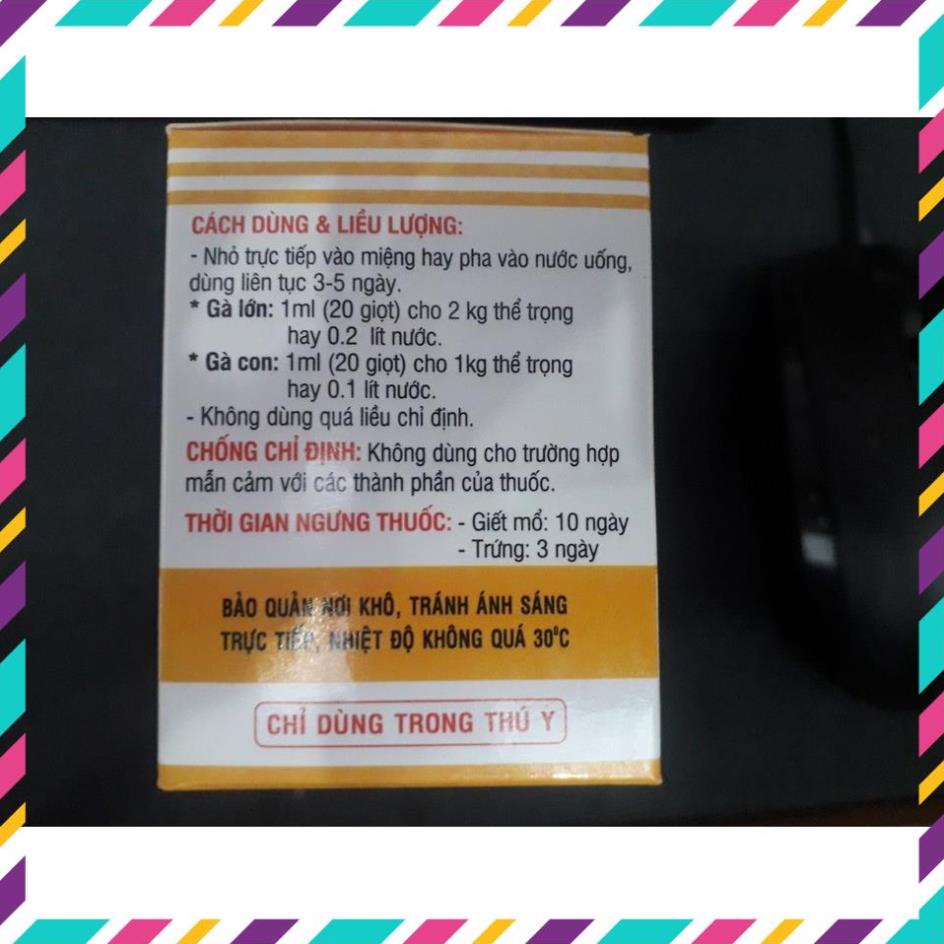 CÁCH DÙNG & LIỀU LƯỢNG:
- Nhỏ trực tiếp vào miệng hay pha vào nước uống,
dùng liên tục 3-5 ngày.
* Gà lớn: 1ml (20 giọt) cho 2 kg thể trọng
hay 0.2 lít nước.
* Gà con: 1ml (20 giọt) cho 1kg thể trọng
hay 0.1 lít nước.
- Không dùng quá liều chỉ định.
CHỐNG CHỈ ĐỊNH: Không dùng cho trường hợp
mẫn cảm với các thành phần của thuốc.
THỜI GIAN NGƯNG THUỐC: - Giết mổ: 10 ngày
- Trứng: 3 ngày
BẢO QUẢN NƠI KHÔ, TRÁNH ÁNH SÁNG
TRỰC TIẾP, NHIỆT ĐỘ KHÔNG QUÁ 30°C
CHỈ DÙNG TRONG THÚ Y